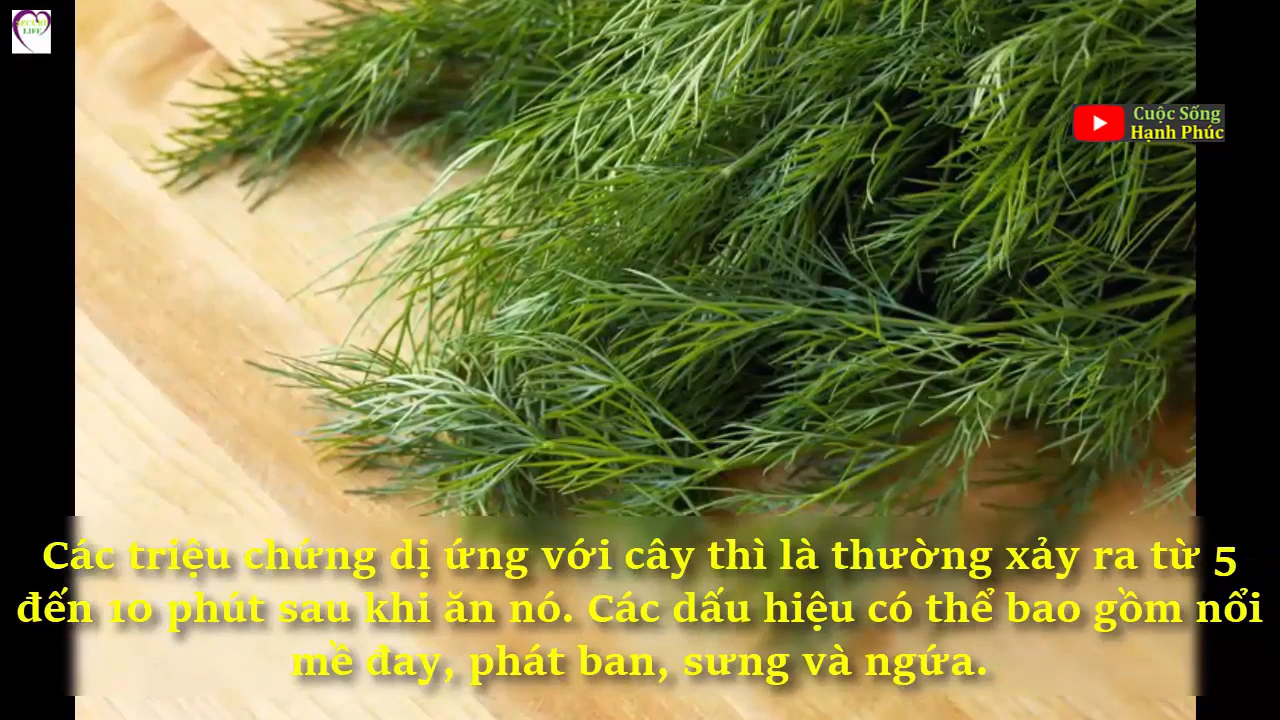 LIFE
Cuộc Sống
Hạnh Phúc
Các triệu chứng dị ứng với cây thì là thường xảy ra từ 5
đến 10 phút sau khi ăn nó. Các dấu hiệu có thể bao gồm nổi
mề đay, phát ban, sưng và ngứa.